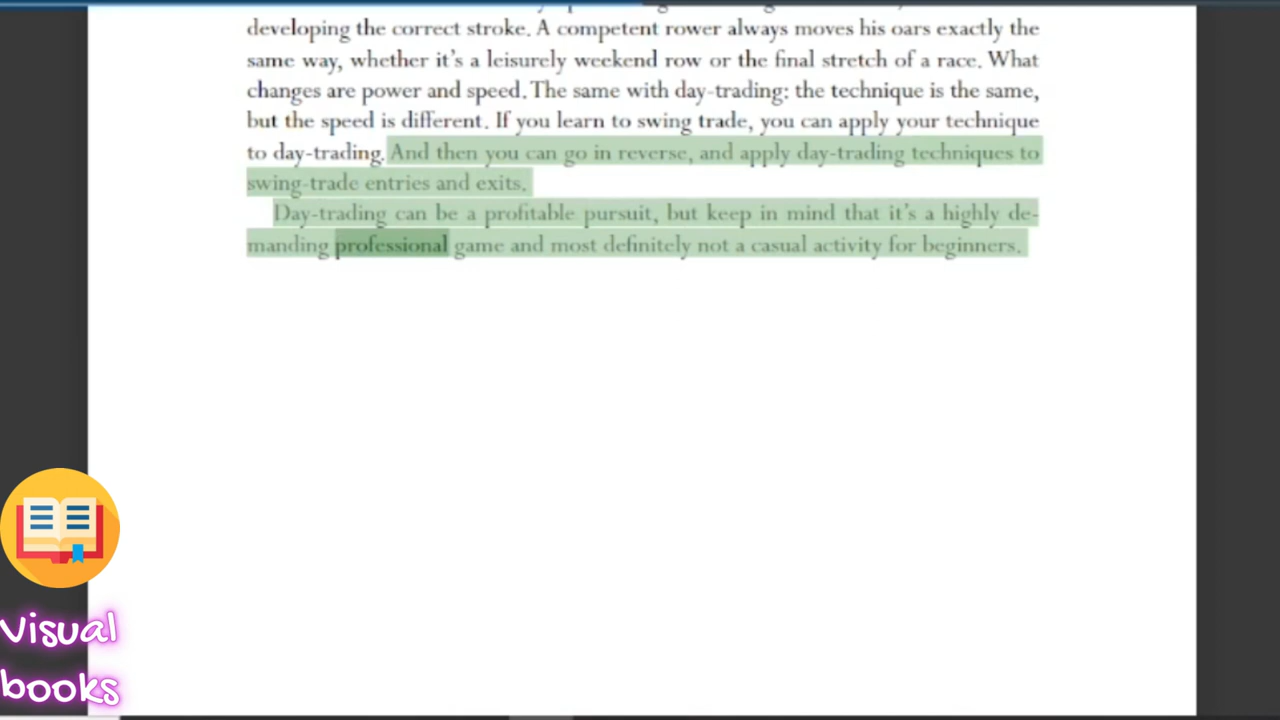 developing the correct stroke. A competent rower always moves his oars exactly the
same way, whether it's a leisurely weekend row or the final stretch of a race. What
changes are power and speed. The same with day-trading: the technique is the same,
but the speed is different. If you learn to swing trade, you can apply your technique
to day-trading. And then you can go in reverse, and apply day-trading techniques to
swing-trade entries and exits.
Day-trading can be a profitable pursuit, but keep in mind that it's a highly de-
manding professional game and most definitely not a casual activity for beginners.
Visual
books